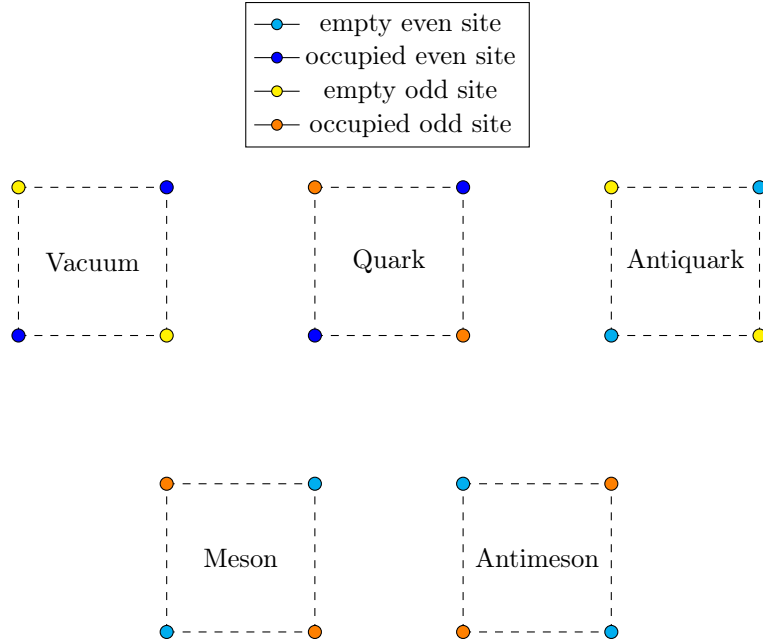 empty even site
occupied even site
empty odd site
occupied odd site
Vacuum
Quark
Antiquark
Meson
Antimeson